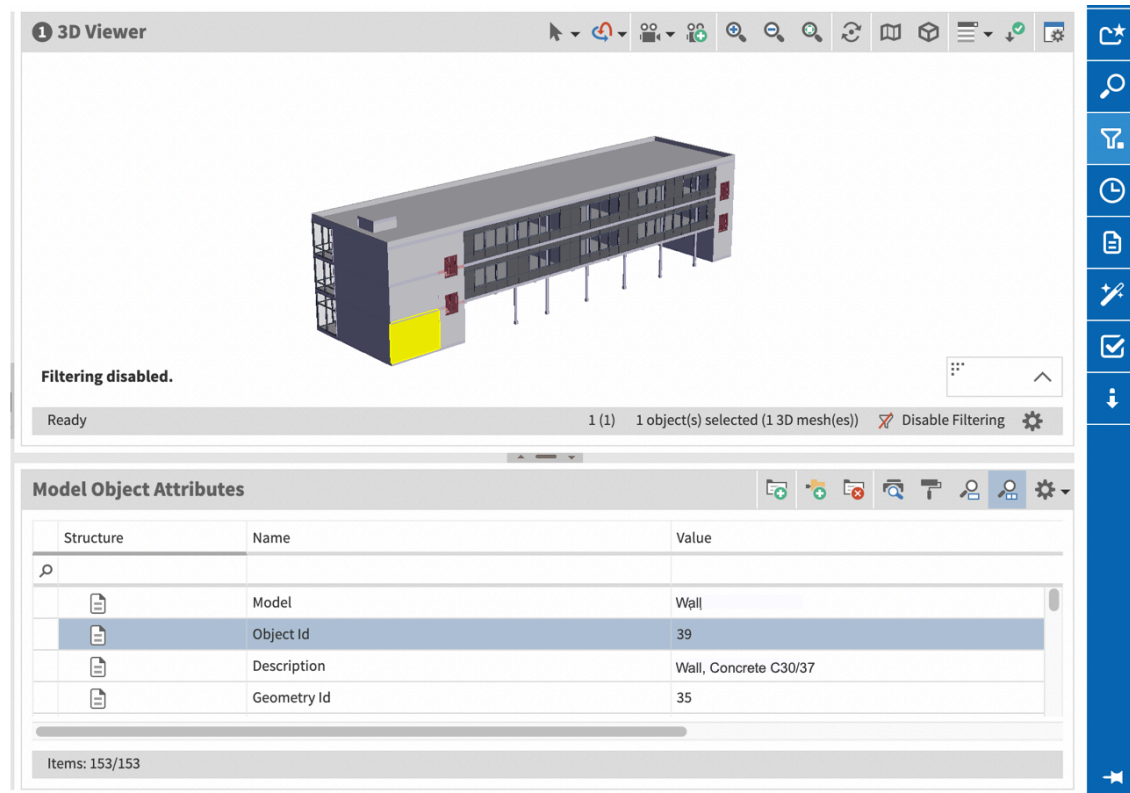 1 3D Viewer
Filtering disabled.
Ready 1 (1) 1 object(s) selected (1 3D mesh(es)) Disable Filtering
Model Object Attributes
Structure Name Value
Model Wall
Object Id 39
Description Wall, Concrete C30/37
Geometry Id 35
Items: 153/153